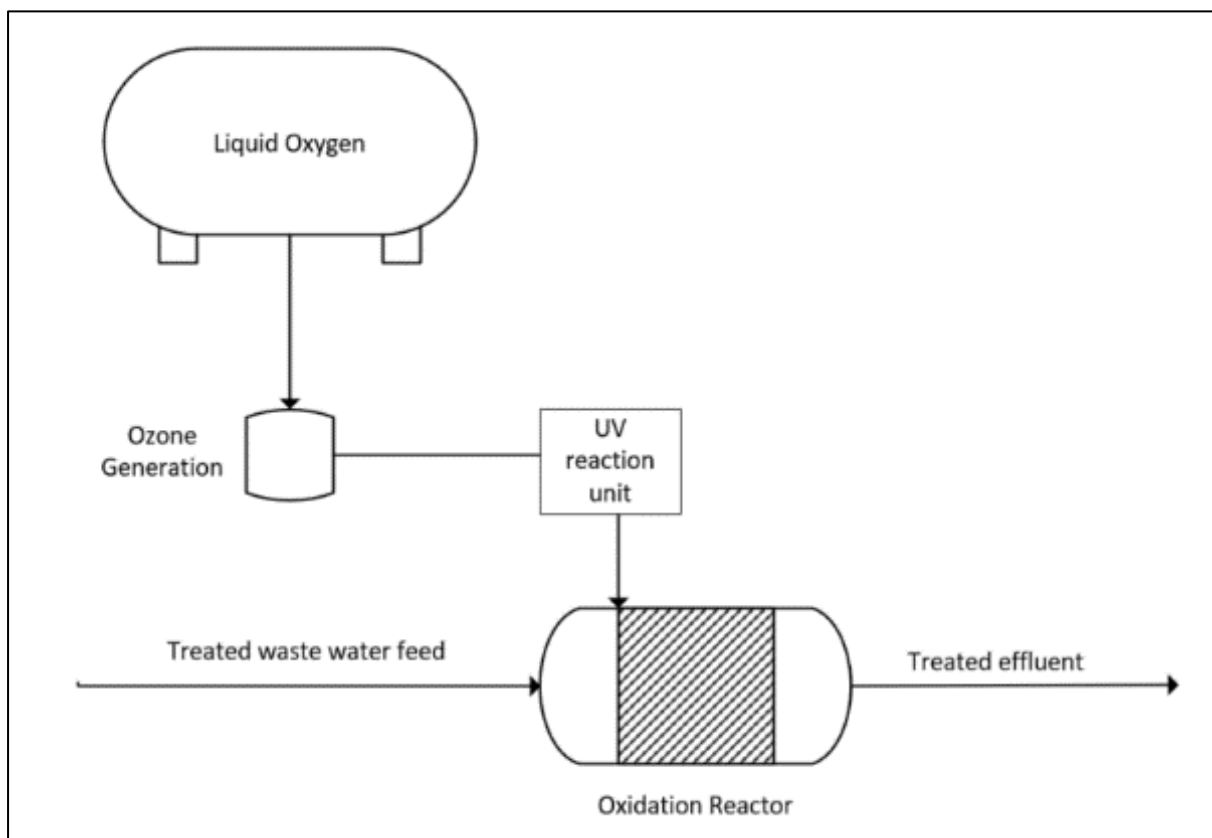 Liquid Oxygen
Ozone
Generation
UV
reaction
unit
Treated waste water feed
Treated effluent
Oxidation Reactor